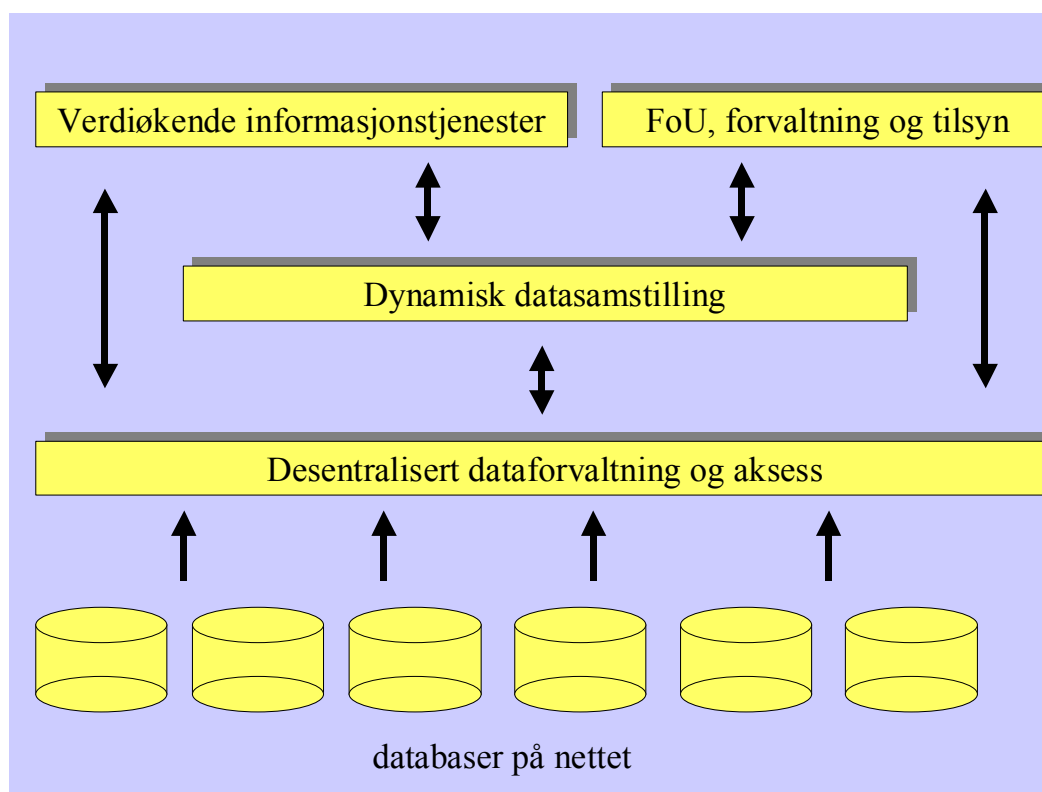 Verdiøkende informasjonstjenester
FoU, forvaltning og tilsyn
Dynamisk datasamstilling
Desentralisert dataforvaltning og aksess
databaser på nettet